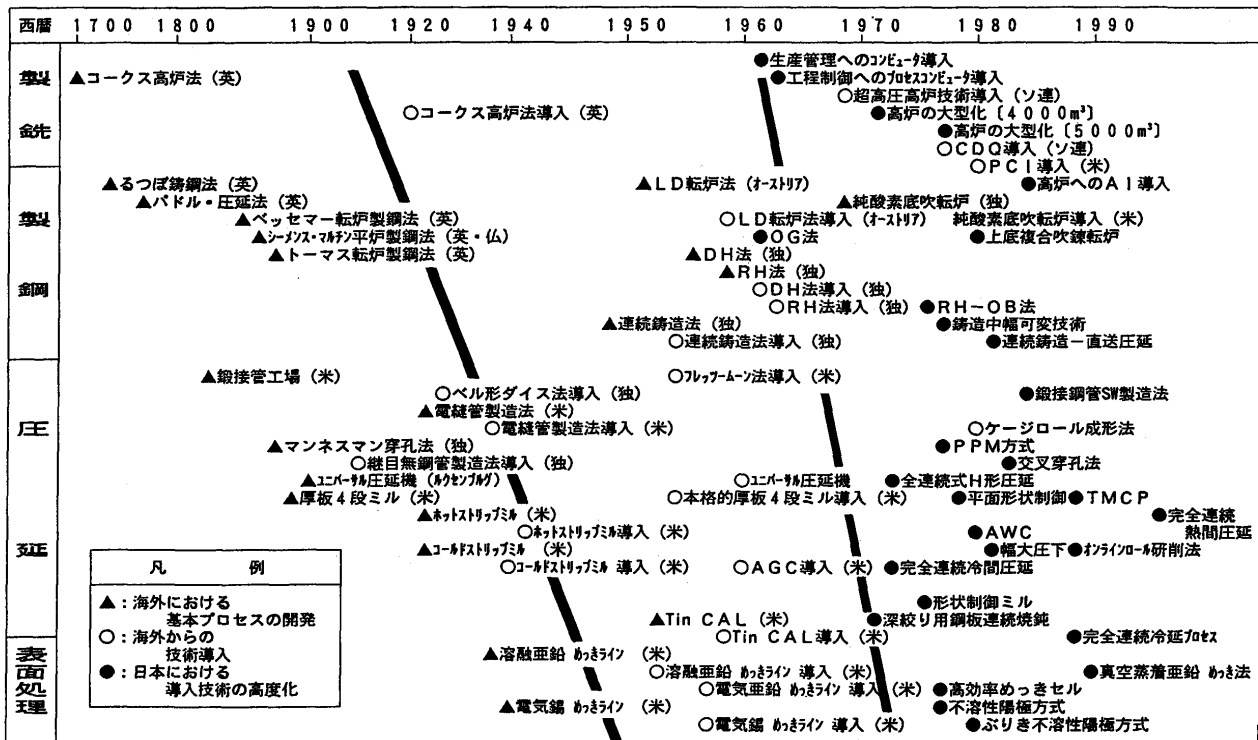 西暦 1700 1800 1900 1920 1940 1950 1960 1970 1980 1990
製銑
●生産管理へのコンピュータ導入
▲コークス高炉法（英） ●工程制御へのプロセスコンピュータ導入
○超高圧高炉技術導入（ソ連）
○コークス高炉法導入（英） ●高炉の大型化〔4000m³〕
●高炉の大型化〔5000m³〕
○CDQ導入（ソ連）
○PCI導入（米）
製鋼
▲るつぼ鋳鋼法（英） ▲LD転炉法（オーストリア） ●高炉へのAI導入
▲パドル・圧延法（英） ▲純酸素底吹転炉（独）
▲ベッセマー転炉製鋼法（英） ○LD転炉法導入（オーストリア） 純酸素底吹転炉導入（米）
▲シーメンス・マルチン平炉製鋼法（英・仏） ●OG法 ●上底複合吹錬転炉
▲トーマス転炉製鋼法（英） ▲DH法（独）
▲RH法（独）
○DH法導入（独）
○RH法導入（独） ●RH－OB法
▲連続鋳造法（独） ●鋳造中幅可変技術
○連続鋳造法導入（独） ●連続鋳造－直送圧延
圧延
▲鍛接管工場（米） ○フレッツームーン法導入（米）
○ベル形ダイス法導入（独） ●鍛接鋼管SW製造法
▲電縫管製造法（米）
○電縫管製造法導入（米） ○ケージロール成形法
▲マンネスマン穿孔法（独） ●PPM方式
○継目無鋼管製造法導入（独） ●交叉穿孔法
▲ユニバーサル圧延機（ルクセンブルグ） ○ユニバーサル圧延機 ●全連続式H形圧延
▲厚板4段ミル（米） ○本格的厚板4段ミル導入（米） ●平面形状制御 ●TMCP
▲ホットストリップミル（米） ●完全連続
○ホットストリップミル導入（米） ●AWC 熱間圧延
▲コールドストリップミル（米） ●幅大圧下 ●オンラインロール研削法
○コールドストリップミル 導入（米） ○AGC導入（米） ●完全連続冷間圧延
●形状制御ミル
▲Tin CAL（米） ●深絞り用鋼板連続焼鈍
○Tin CAL導入（米） ●完全連続冷延プロセス
表面処理
▲溶融亜鉛 めっきライン （米）
○溶融亜鉛 めっきライン 導入（米） ●真空蒸着亜鉛 めっき法
○電気亜鉛 めっきライン 導入（米） ●高効率めっきセル
▲電気錫 めっきライン （米） ●不溶性陽極方式
○電気錫 めっきライン 導入（米） ●ぶりき不溶性陽極方式
凡 例
▲：海外における
基本プロセスの開発
○：海外からの
技術導入
●：日本における
導入技術の高度化